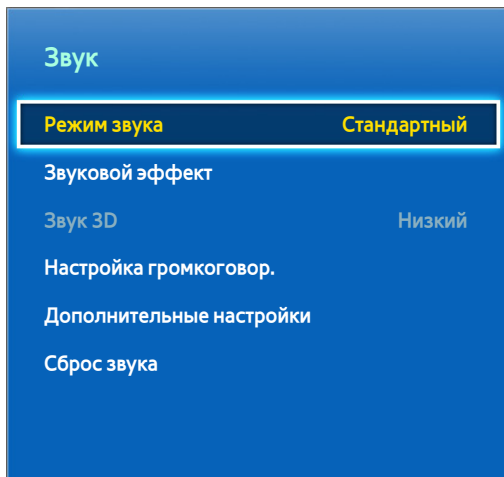 Звук
Режим звука Стандартный
Звуковой эффект
Звук 3D Низкий
Настройка громкоговор.
Дополнительные настройки
Сброс звука